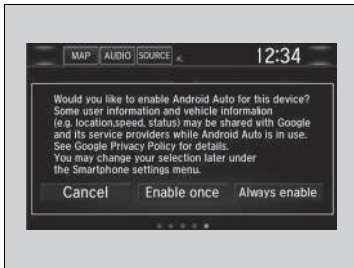 MAP AUDIO SOURCE 12:34
Would you like to enable Android Auto for this device?
Some user information and vehicle information
(e.g. location,speed, status) may be shared with Google
and its service providers while Android Auto is in use.
See Google Privacy Policy for details.
You may change your selection later under
the Smartphone settings menu.
Cancel Enable once Always enable